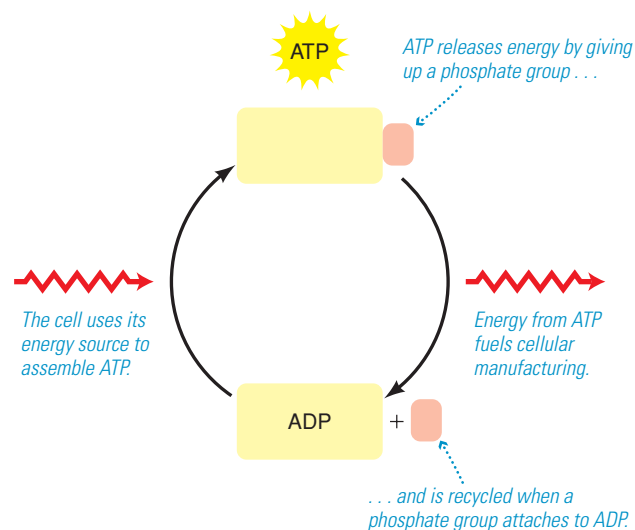 ATP
ATP releases energy by giving
up a phosphate group . . .
The cell uses its
energy source to
assemble ATP.
Energy from ATP
fuels cellular
manufacturing.
ADP
+
. . . and is recycled when a
phosphate group attaches to ADP.